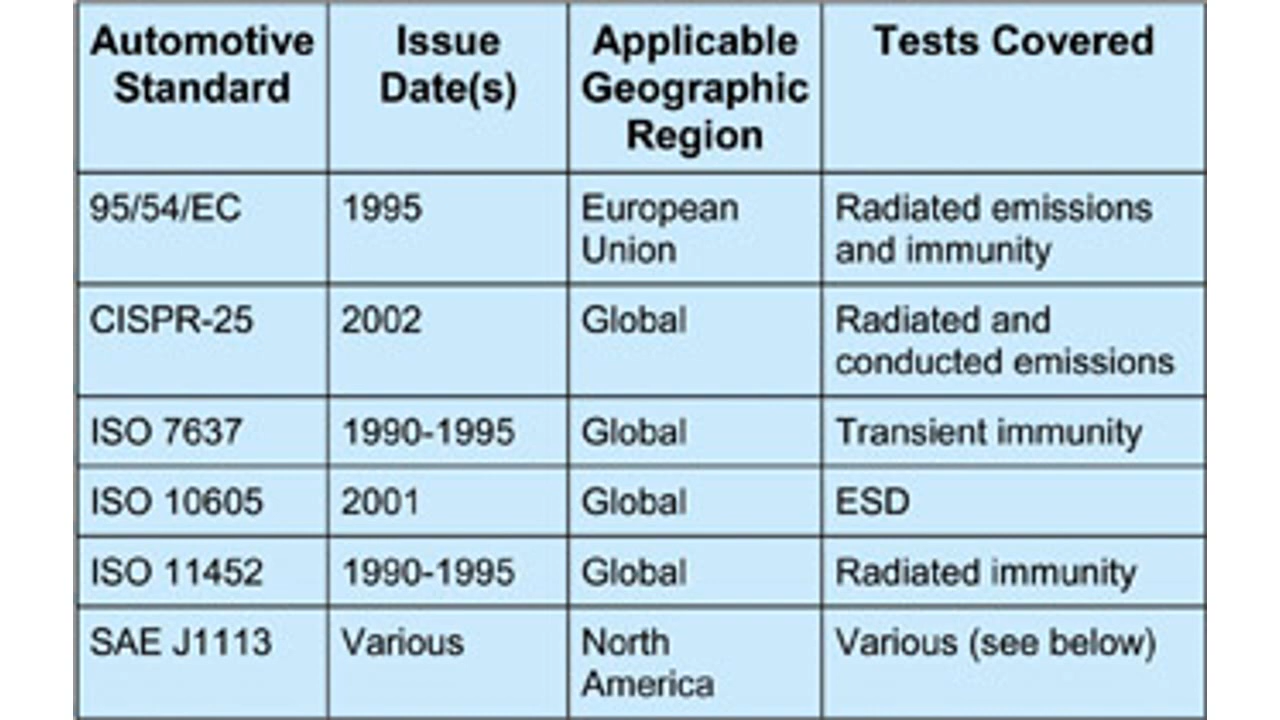 Automotive Standard Issue Date(s) Applicable Geographic Region Tests Covered
95/54/EC 1995 European Union Radiated emissions and immunity
CISPR-25 2002 Global Radiated and conducted emissions
ISO 7637 1990-1995 Global Transient immunity
ISO 10605 2001 Global ESD
ISO 11452 1990-1995 Global Radiated immunity
SAE J1113 Various North America Various (see below)